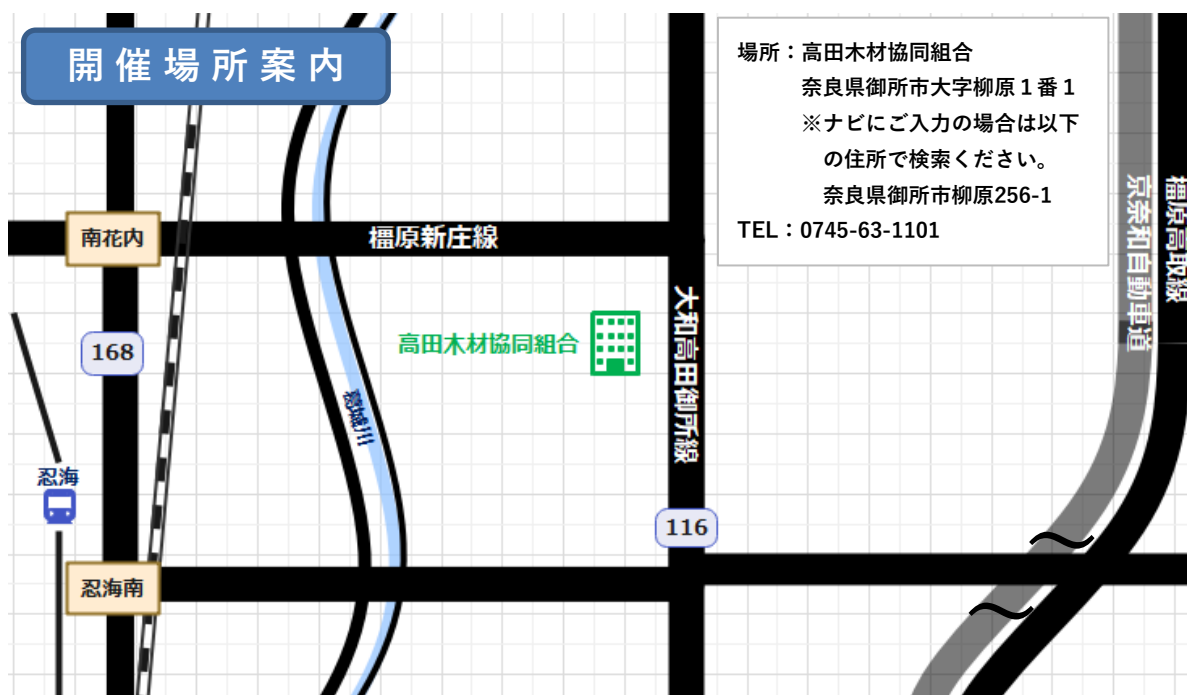 開催場所案内
場所：高田木材協同組合
奈良県御所市大字柳原１番１
※ナビにご入力の場合は以下
の住所で検索ください。
奈良県御所市柳原256-1
TEL：0745-63-1101
南花内
橿原新庄線
橿原高取線
京奈和自動車道
大和高田御所線
高田木材協同組合
168
葛城川
忍海
116
忍海南